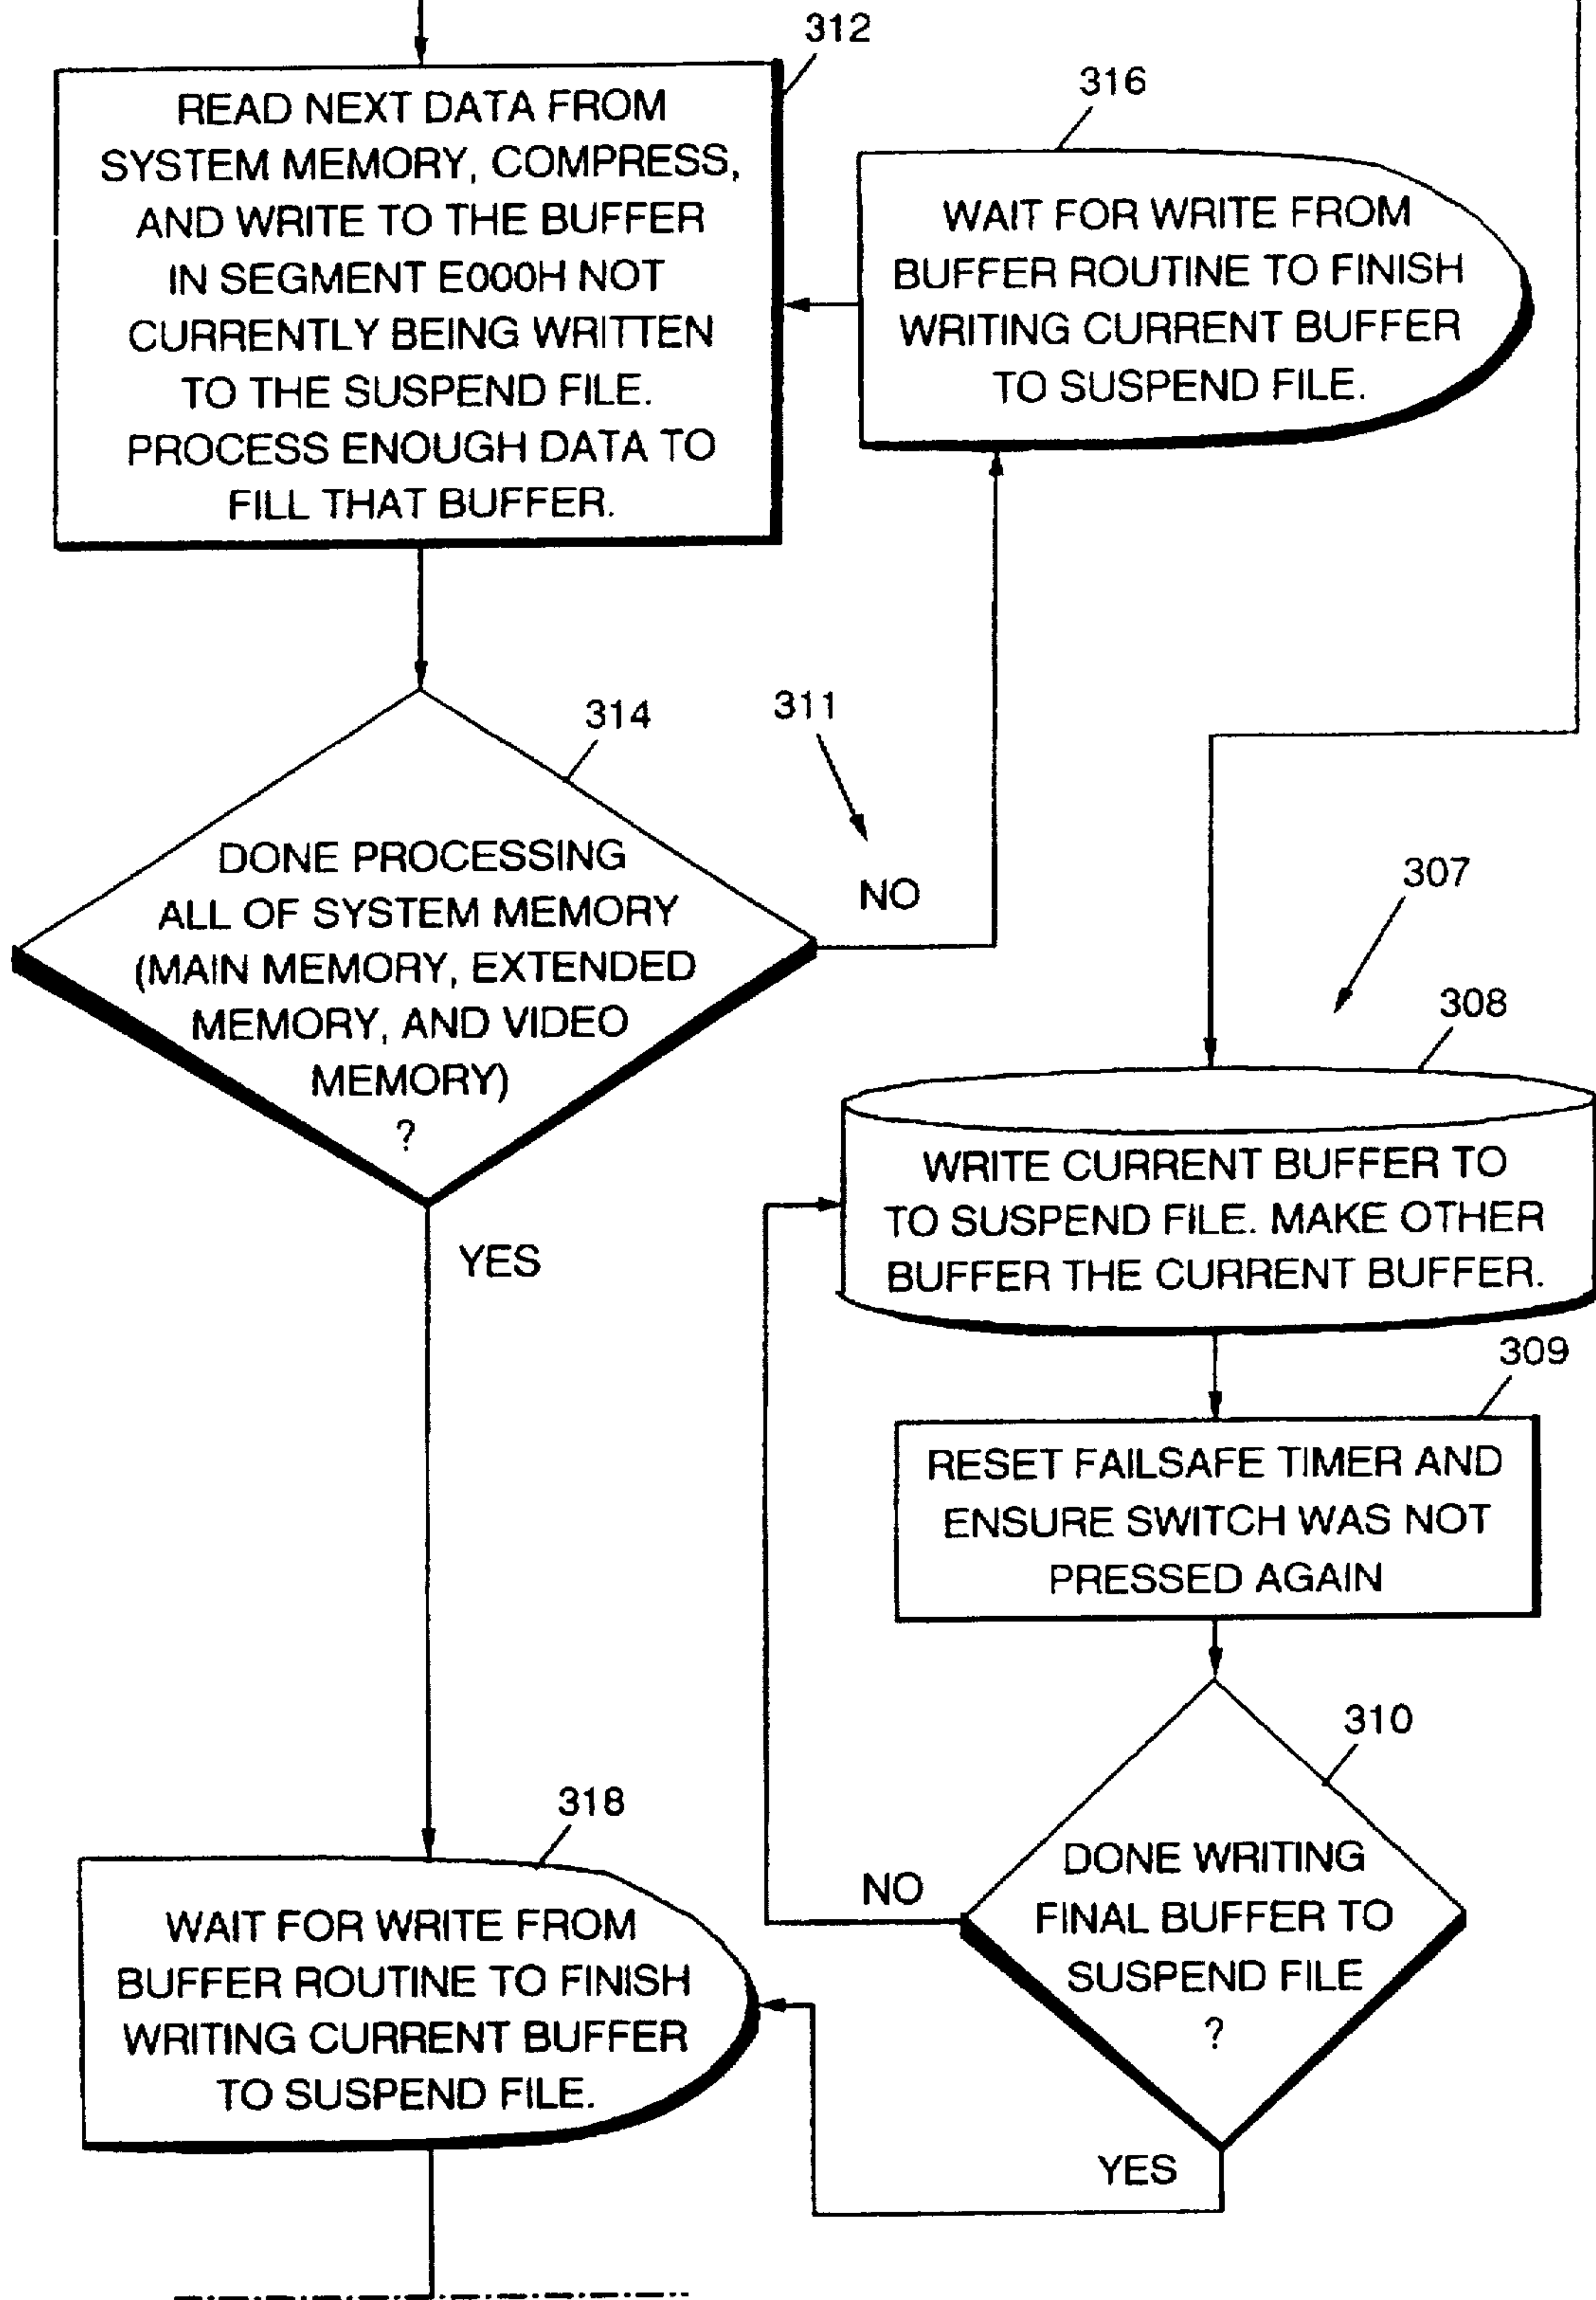 312
READ NEXT DATA FROM
SYSTEM MEMORY, COMPRESS,
AND WRITE TO THE BUFFER
IN SEGMENT E000H NOT
CURRENTLY BEING WRITTEN
TO THE SUSPEND FILE.
PROCESS ENOUGH DATA TO
FILL THAT BUFFER.
316
WAIT FOR WRITE FROM
BUFFER ROUTINE TO FINISH
WRITING CURRENT BUFFER
TO SUSPEND FILE.
314
311
DONE PROCESSING
ALL OF SYSTEM MEMORY
(MAIN MEMORY, EXTENDED
MEMORY, AND VIDEO
MEMORY)
?
NO
YES
307
308
WRITE CURRENT BUFFER TO
TO SUSPEND FILE. MAKE OTHER
BUFFER THE CURRENT BUFFER.
309
RESET FAILSAFE TIMER AND
ENSURE SWITCH WAS NOT
PRESSED AGAIN
310
DONE WRITING
FINAL BUFFER TO
SUSPEND FILE
?
NO
YES
318
WAIT FOR WRITE FROM
BUFFER ROUTINE TO FINISH
WRITING CURRENT BUFFER
TO SUSPEND FILE.